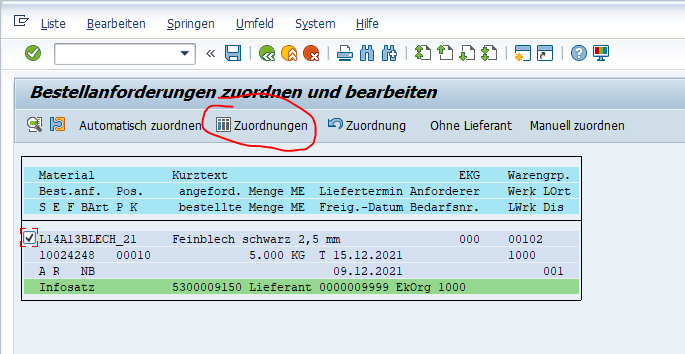 Liste Bearbeiten Springen Umfeld System Hilfe
Bestellanforderungen zuordnen und bearbeiten
Automatisch zuordnen Zuordnungen Zuordnung Ohne Lieferant Manuell zuordnen
Material Kurztext EKG Warengrp.
Best.anf. Pos. angeford. Menge ME Liefertermin Anforderer Werk LOrt
S E F BArt P K bestellte Menge ME Freig.-Datum Bedarfsnr. LWrk Dis
L14A13BLECH_21 Feinblech schwarz 2,5 mm 000 00102
10024248 00010 5.000 KG T 15.12.2021 1000
A R NB 09.12.2021 001
Infosatz 5300009150 Lieferant 0000009999 EkOrg 1000